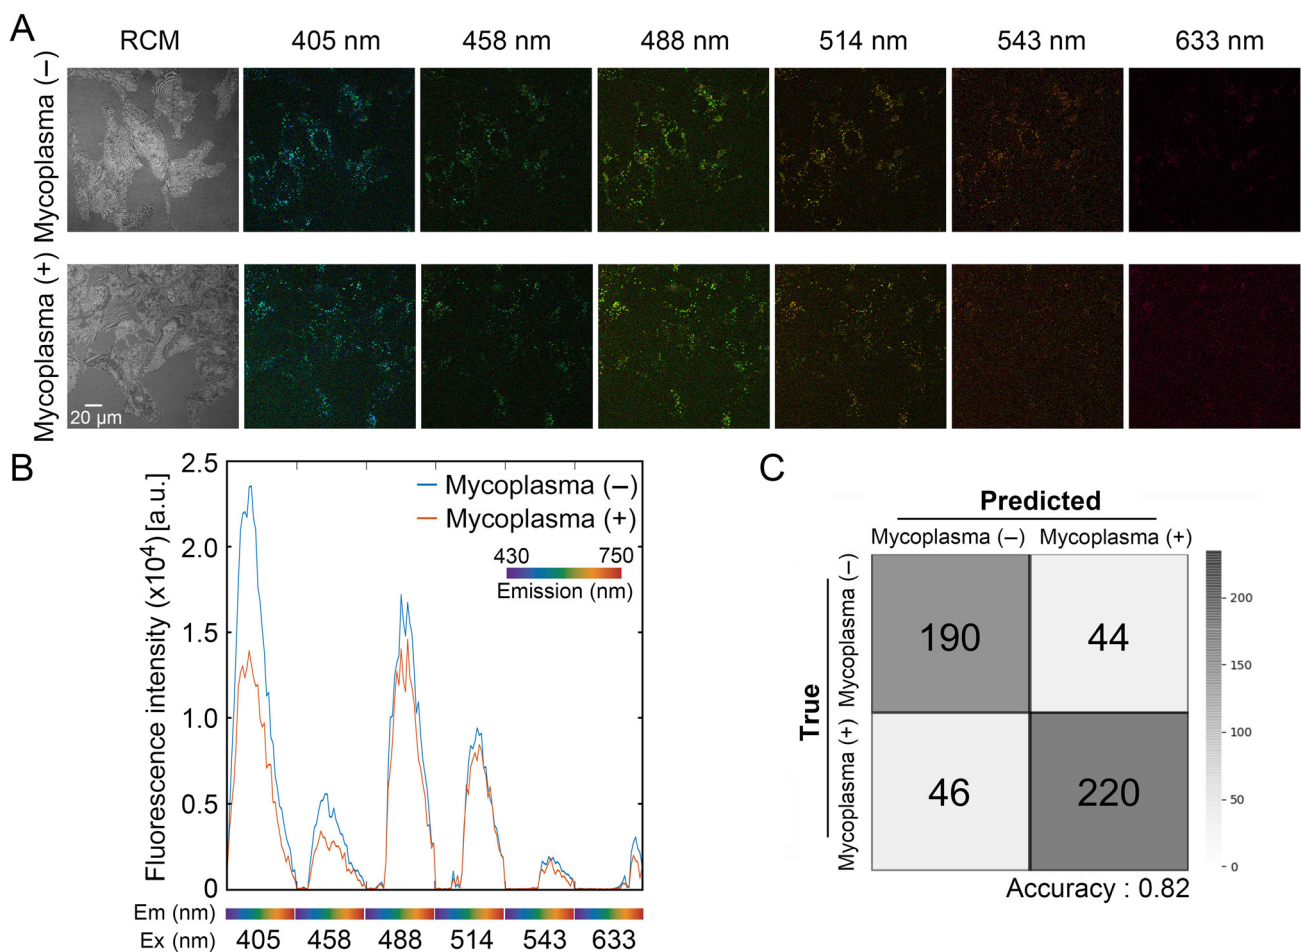 A
RCM 405 nm 458 nm 488 nm 514 nm 543 nm 633 nm
Mycoplasma (–)
Mycoplasma (+)
20 µm
B
Fluorescence intensity (x10⁴)[a.u.]
2.5
2.0
1.5
1.0
0.5
0
Mycoplasma (–)
Mycoplasma (+)
430 750
Emission (nm)
Em (nm)
Ex (nm) 405 458 488 514 543 633
C
Predicted
Mycoplasma (–) Mycoplasma (+)
True
Mycoplasma (–)
Mycoplasma (+)
190 44
46 220
200
150
100
50
0
Accuracy : 0.82